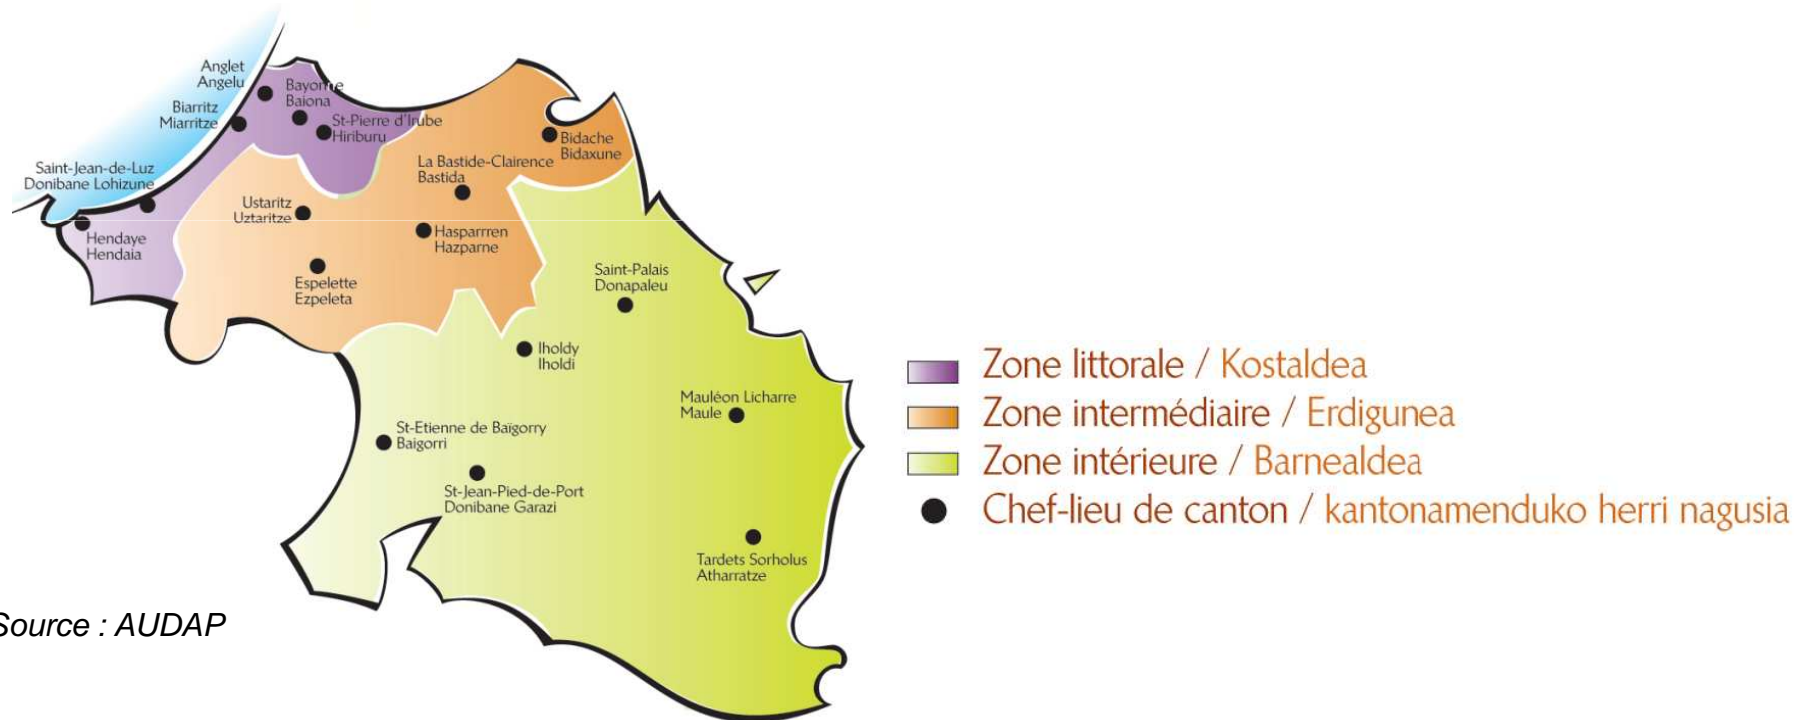 Anglet
Angelu
Bayonne
Baiona
Biarritz
Miarritze
St-Pierre d'Irube
Hiriburu
Bidache
Bidaxune
La Bastide-Clairence
Bastida
Saint-Jean-de-Luz
Donibane Lohizune
Ustaritz
Uztaritze
Hasparrren
Hazparne
Hendaye
Hendaia
Espelette
Ezpeleta
Saint-Palais
Donapaleu
Iholdy
Iholdi
Mauléon Licharre
Maule
St-Etienne de Baïgorry
Baigorri
St-Jean-Pied-de-Port
Donibane Garazi
Tardets Sorholus
Atharratze
Zone littorale / Kostaldea
Zone intermédiaire / Erdigunea
Zone intérieure / Barnealdea
Chef-lieu de canton / kantonamenduko herri nagusia
Source : AUDAP